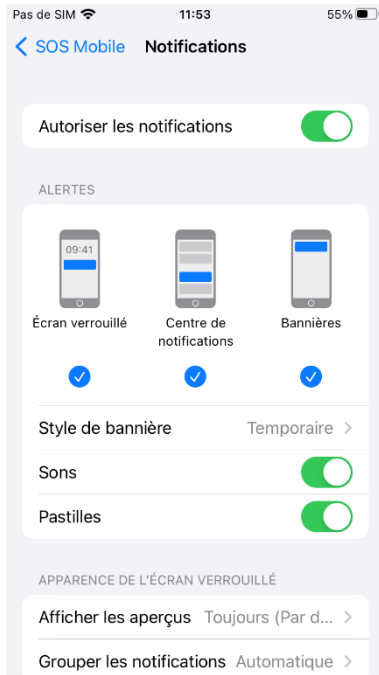 Pas de SIM 11:53 55%
SOS Mobile Notifications
Autoriser les notifications
ALERTES
09:41
Écran verrouillé Centre de notifications Bannières
Style de bannière Temporaire
Sons
Pastilles
APPARENCE DE L'ÉCRAN VERROUILLÉ
Afficher les aperçus Toujours (Par d...
Grouper les notifications Automatique